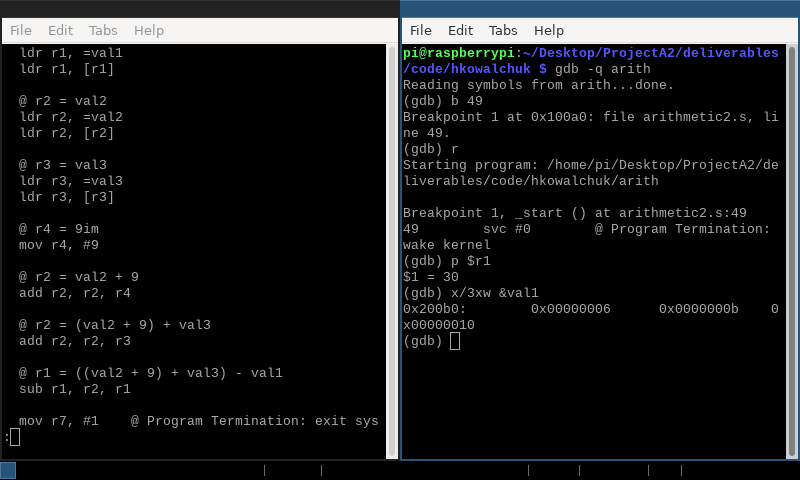 File Edit Tabs Help
ldr r1, =val1
ldr r1, [r1]
@ r2 = val2
ldr r2, =val2
ldr r2, [r2]
@ r3 = val3
ldr r3, =val3
ldr r3, [r3]
@ r4 = 9im
mov r4, #9
@ r2 = val2 + 9
add r2, r2, r4
@ r2 = (val2 + 9) + val3
add r2, r2, r3
@ r1 = ((val2 + 9) + val3) - val1
sub r1, r2, r1
mov r7, #1    @ Program Termination: exit sys
:
File Edit Tabs Help
pi@raspberrypi:~/Desktop/ProjectA2/deliverables
/code/hkowalchuk $ gdb -q arith
Reading symbols from arith...done.
(gdb) b 49
Breakpoint 1 at 0x100a0: file arithmetic2.s, li
ne 49.
(gdb) r
Starting program: /home/pi/Desktop/ProjectA2/de
liverables/code/hkowalchuk/arith
Breakpoint 1, _start () at arithmetic2.s:49
49        svc #0        @ Program Termination:
wake kernel
(gdb) p $r1
$1 = 30
(gdb) x/3xw &val1
0x200b0:        0x00000006      0x0000000b    0
x00000010
(gdb)